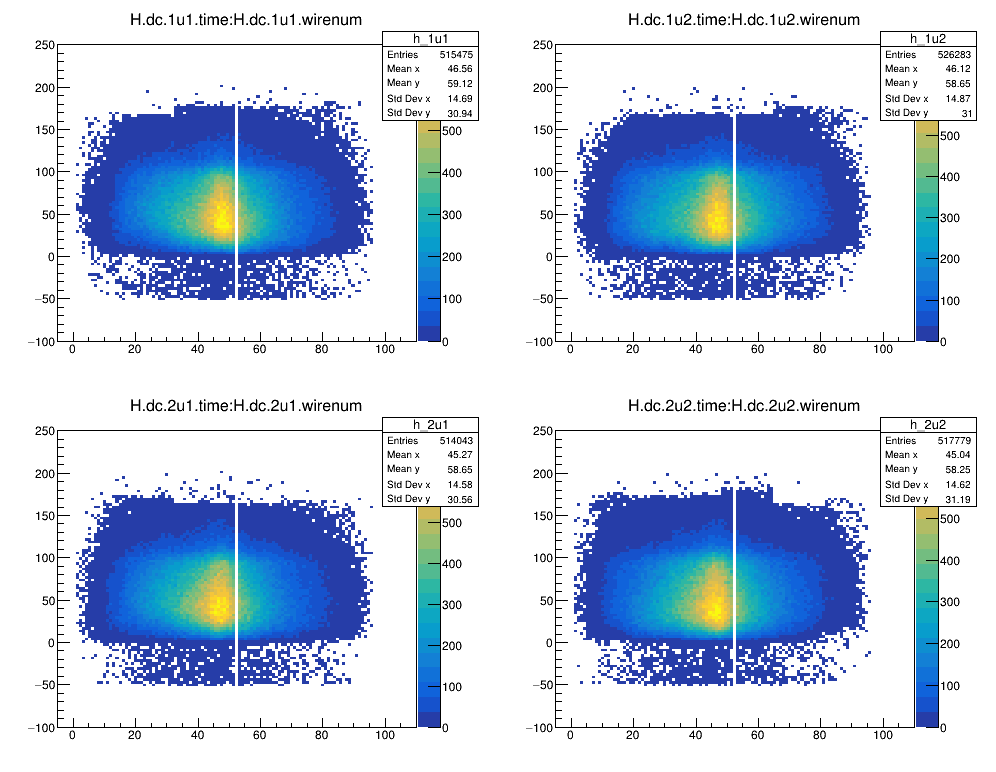 H.dc.1u1.time:H.dc.1u1.wirenum
h_1u1
Entries 515475
Mean x 46.56
Mean y 59.12
Std Dev x 14.69
Std Dev y 30.94
250
200
150
100
50
0
−50
−100
0 20 40 60 80 100
500
400
300
200
100
0
H.dc.1u2.time:H.dc.1u2.wirenum
h_1u2
Entries 526283
Mean x 46.12
Mean y 58.65
Std Dev x 14.87
Std Dev y 31
250
200
150
100
50
0
−50
−100
0 20 40 60 80 100
500
400
300
200
100
0
H.dc.2u1.time:H.dc.2u1.wirenum
h_2u1
Entries 514043
Mean x 45.27
Mean y 58.65
Std Dev x 14.58
Std Dev y 30.56
250
200
150
100
50
0
−50
−100
0 20 40 60 80 100
500
400
300
200
100
0
H.dc.2u2.time:H.dc.2u2.wirenum
h_2u2
Entries 517779
Mean x 45.04
Mean y 58.25
Std Dev x 14.62
Std Dev y 31.19
250
200
150
100
50
0
−50
−100
0 20 40 60 80 100
500
400
300
200
100
0